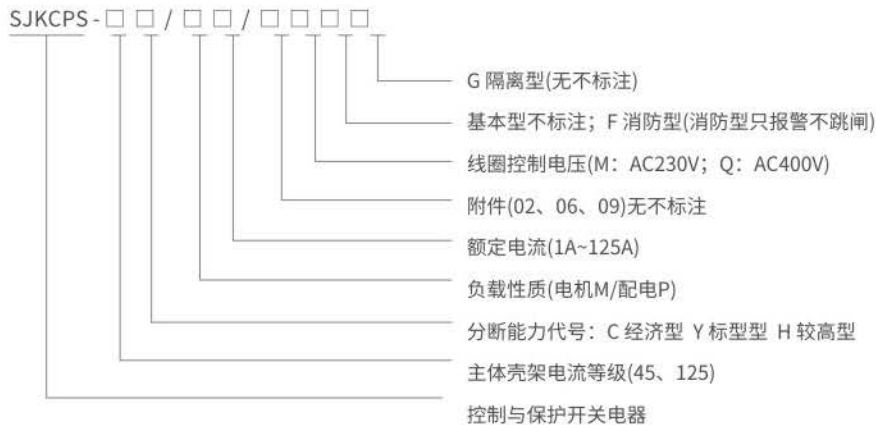 SJKCPS-□□/□□/□□□□
G 隔离型(无不标注)
基本型不标注；F 消防型(消防型只报警不跳闸)
线圈控制电压(M：AC230V；Q：AC400V)
附件(02、06、09)无不标注
额定电流(1A~125A)
负载性质(电机M/配电P)
分断能力代号：C 经济型 Y 标型型 H 较高型
主体壳架电流等级(45、125)
控制与保护开关电器